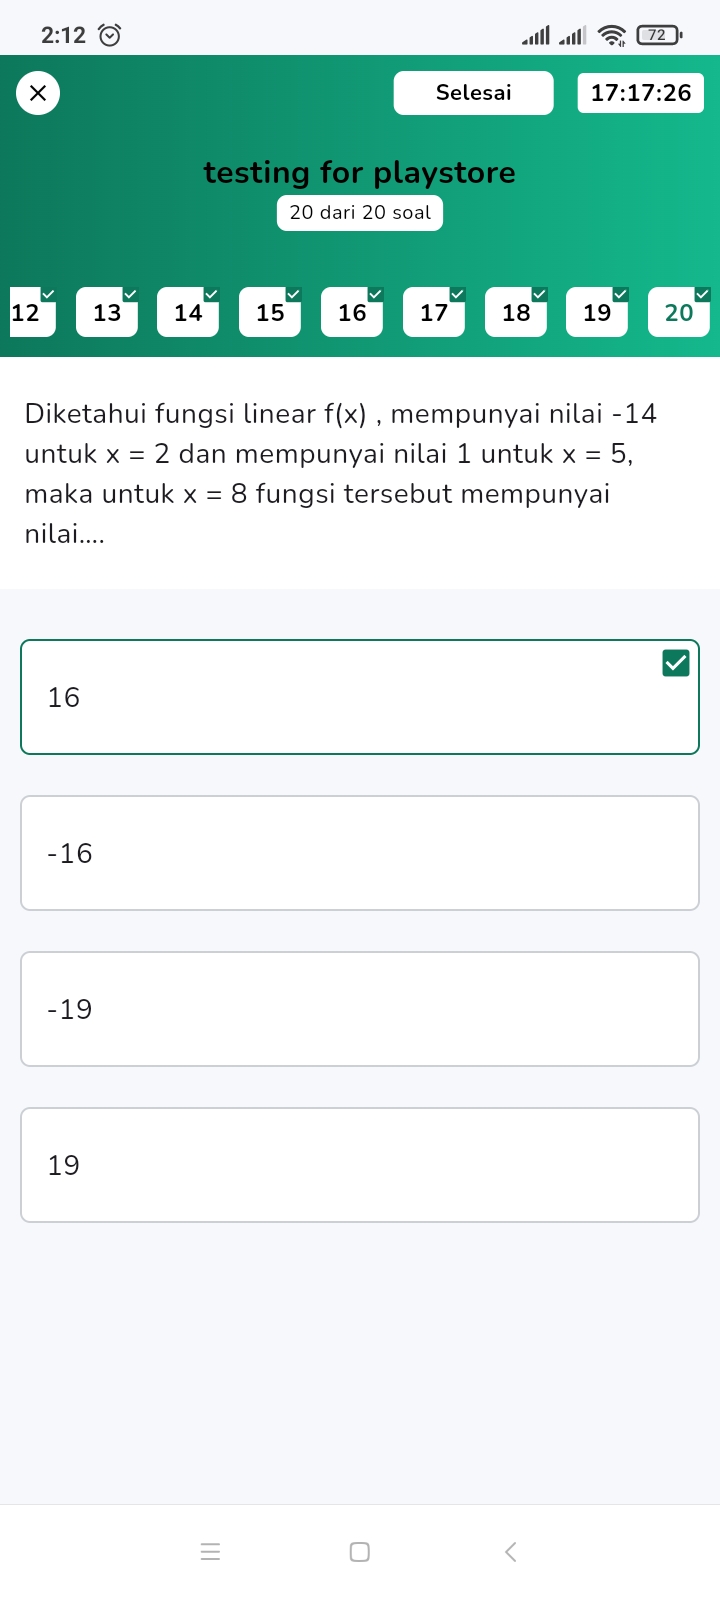 2:12
72
Selesai
17:17:26
testing for playstore
20 dari 20 soal
12 13 14 15 16 17 18 19 20
Diketahui fungsi linear f(x) , mempunyai nilai -14
untuk x = 2 dan mempunyai nilai 1 untuk x = 5,
maka untuk x = 8 fungsi tersebut mempunyai
nilai....
16
-16
-19
19